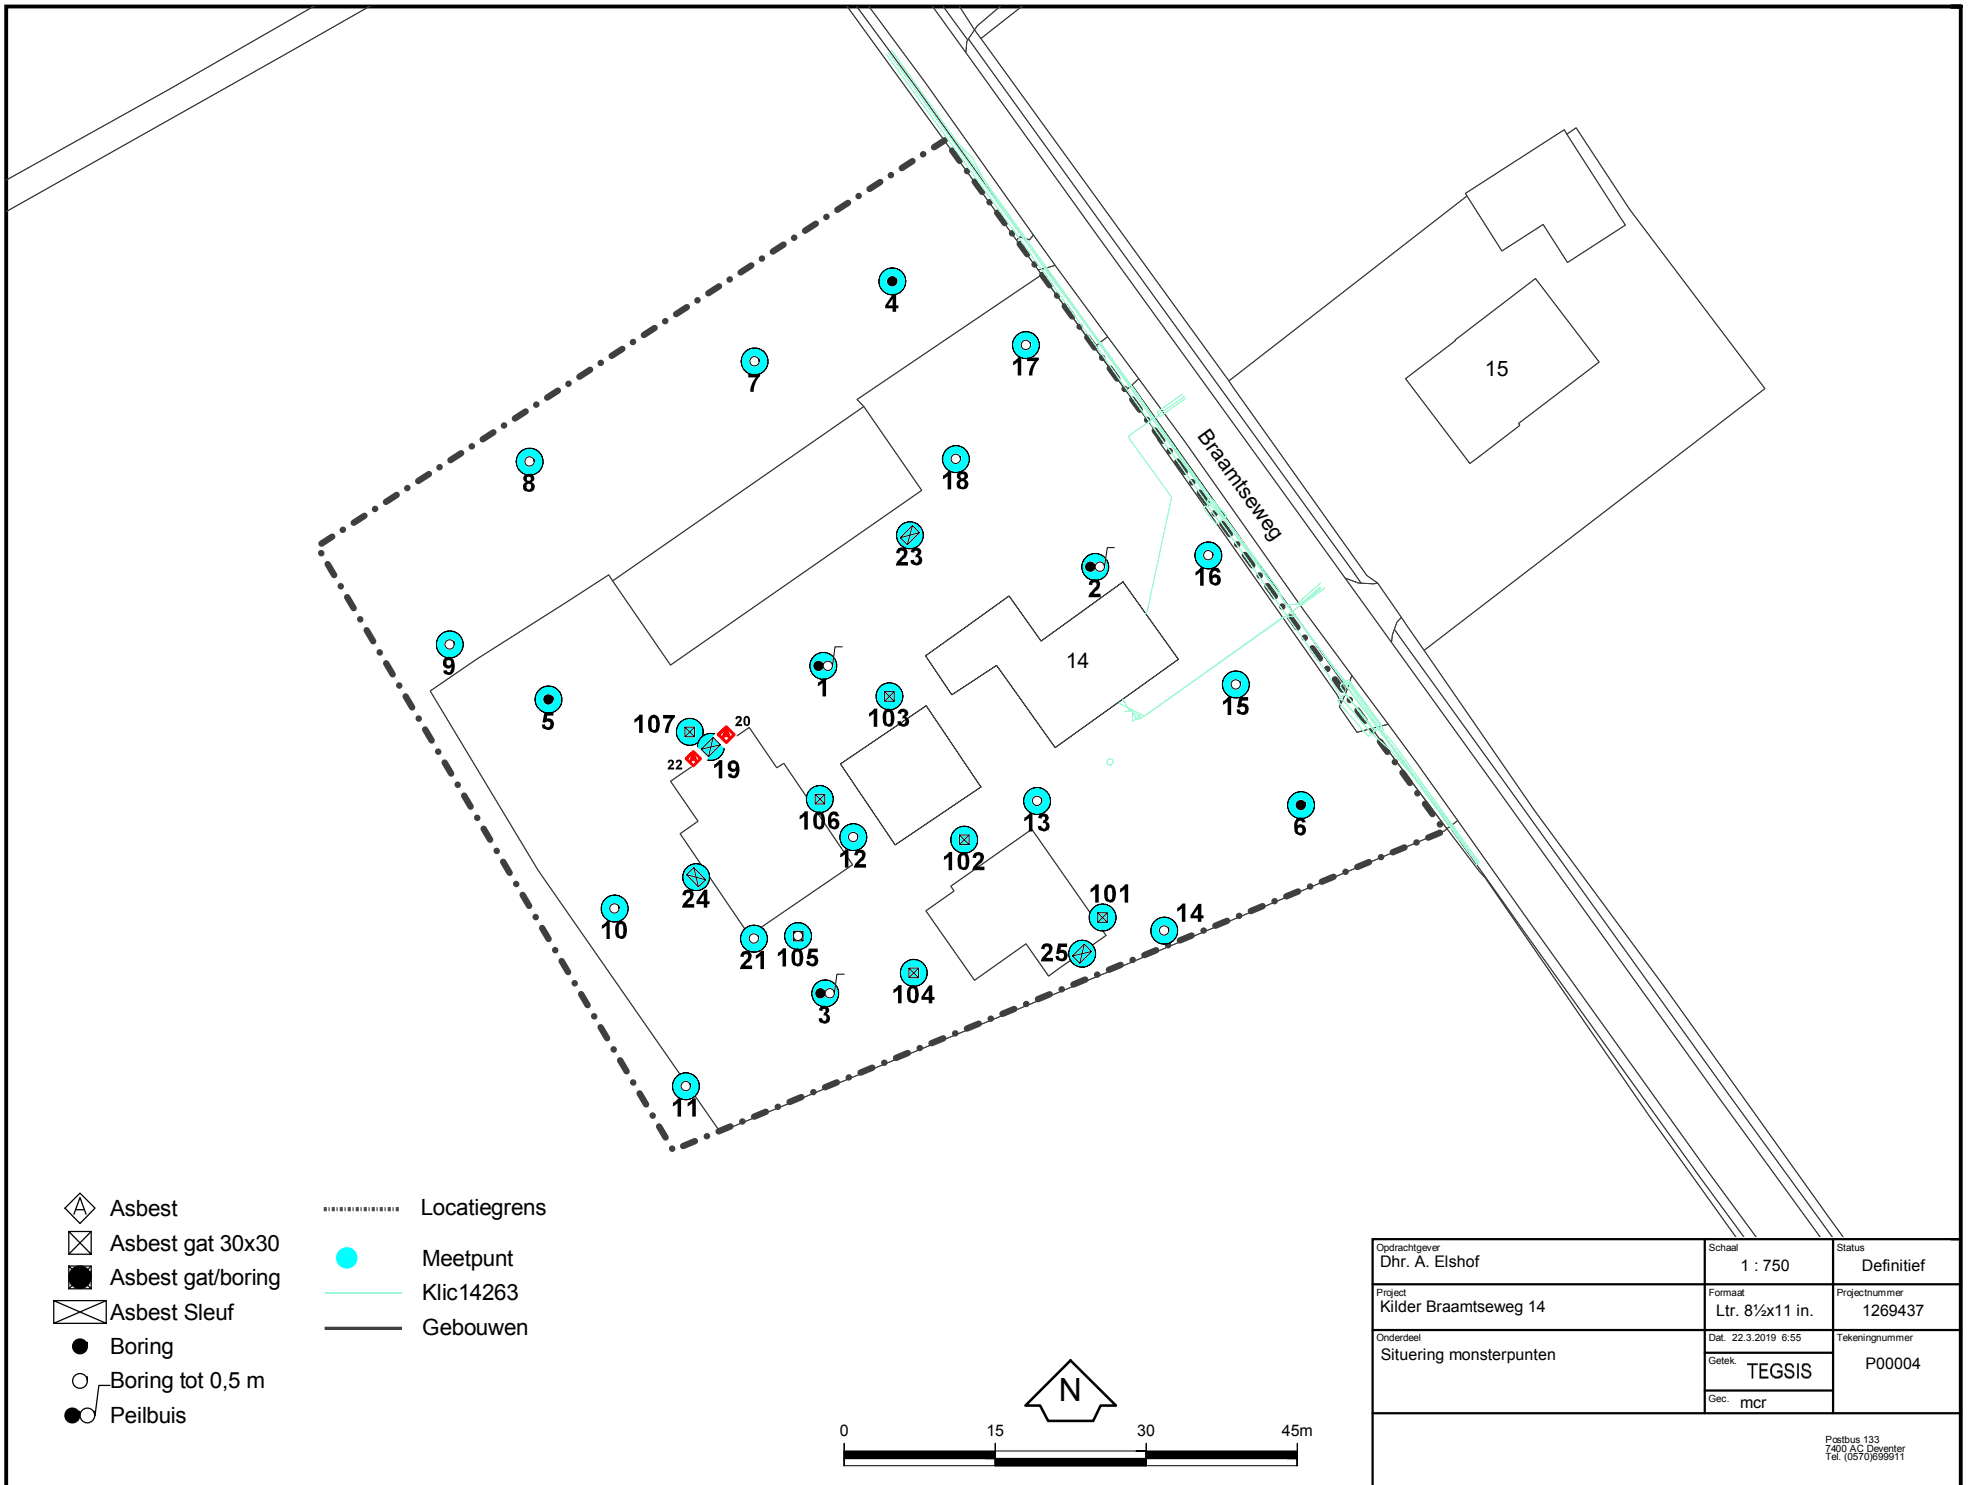 4
17
7
18
8
23
Braamtseweg
15
16
2
9
14
1
5
103
15
107
20
22
19
106
12
13
6
102
24
101
14
10
25
21
105
104
3
11
A Asbest
Asbest gat 30x30
Asbest gat/boring
Asbest Sleuf
Boring
Boring tot 0,5 m
Peilbuis
Locatiegrens
Meetpunt
Klic14263
Gebouwen
N
0 15 30 45m
Opdrachtgever
Dhr. A. Elshof
Schaal
1 : 750
Status
Definitief
Project
Kilder Braamtseweg 14
Formaat
Ltr. 8½x11 in.
Projectnummer
1269437
Onderdeel
Situering monsterpunten
Dat. 22.3.2019 6:55
Getek. TEGSIS
Gec. mcr
Tekeningnummer
P00004
Postbus 133
7400 AC Deventer
Tel. (0570)699911